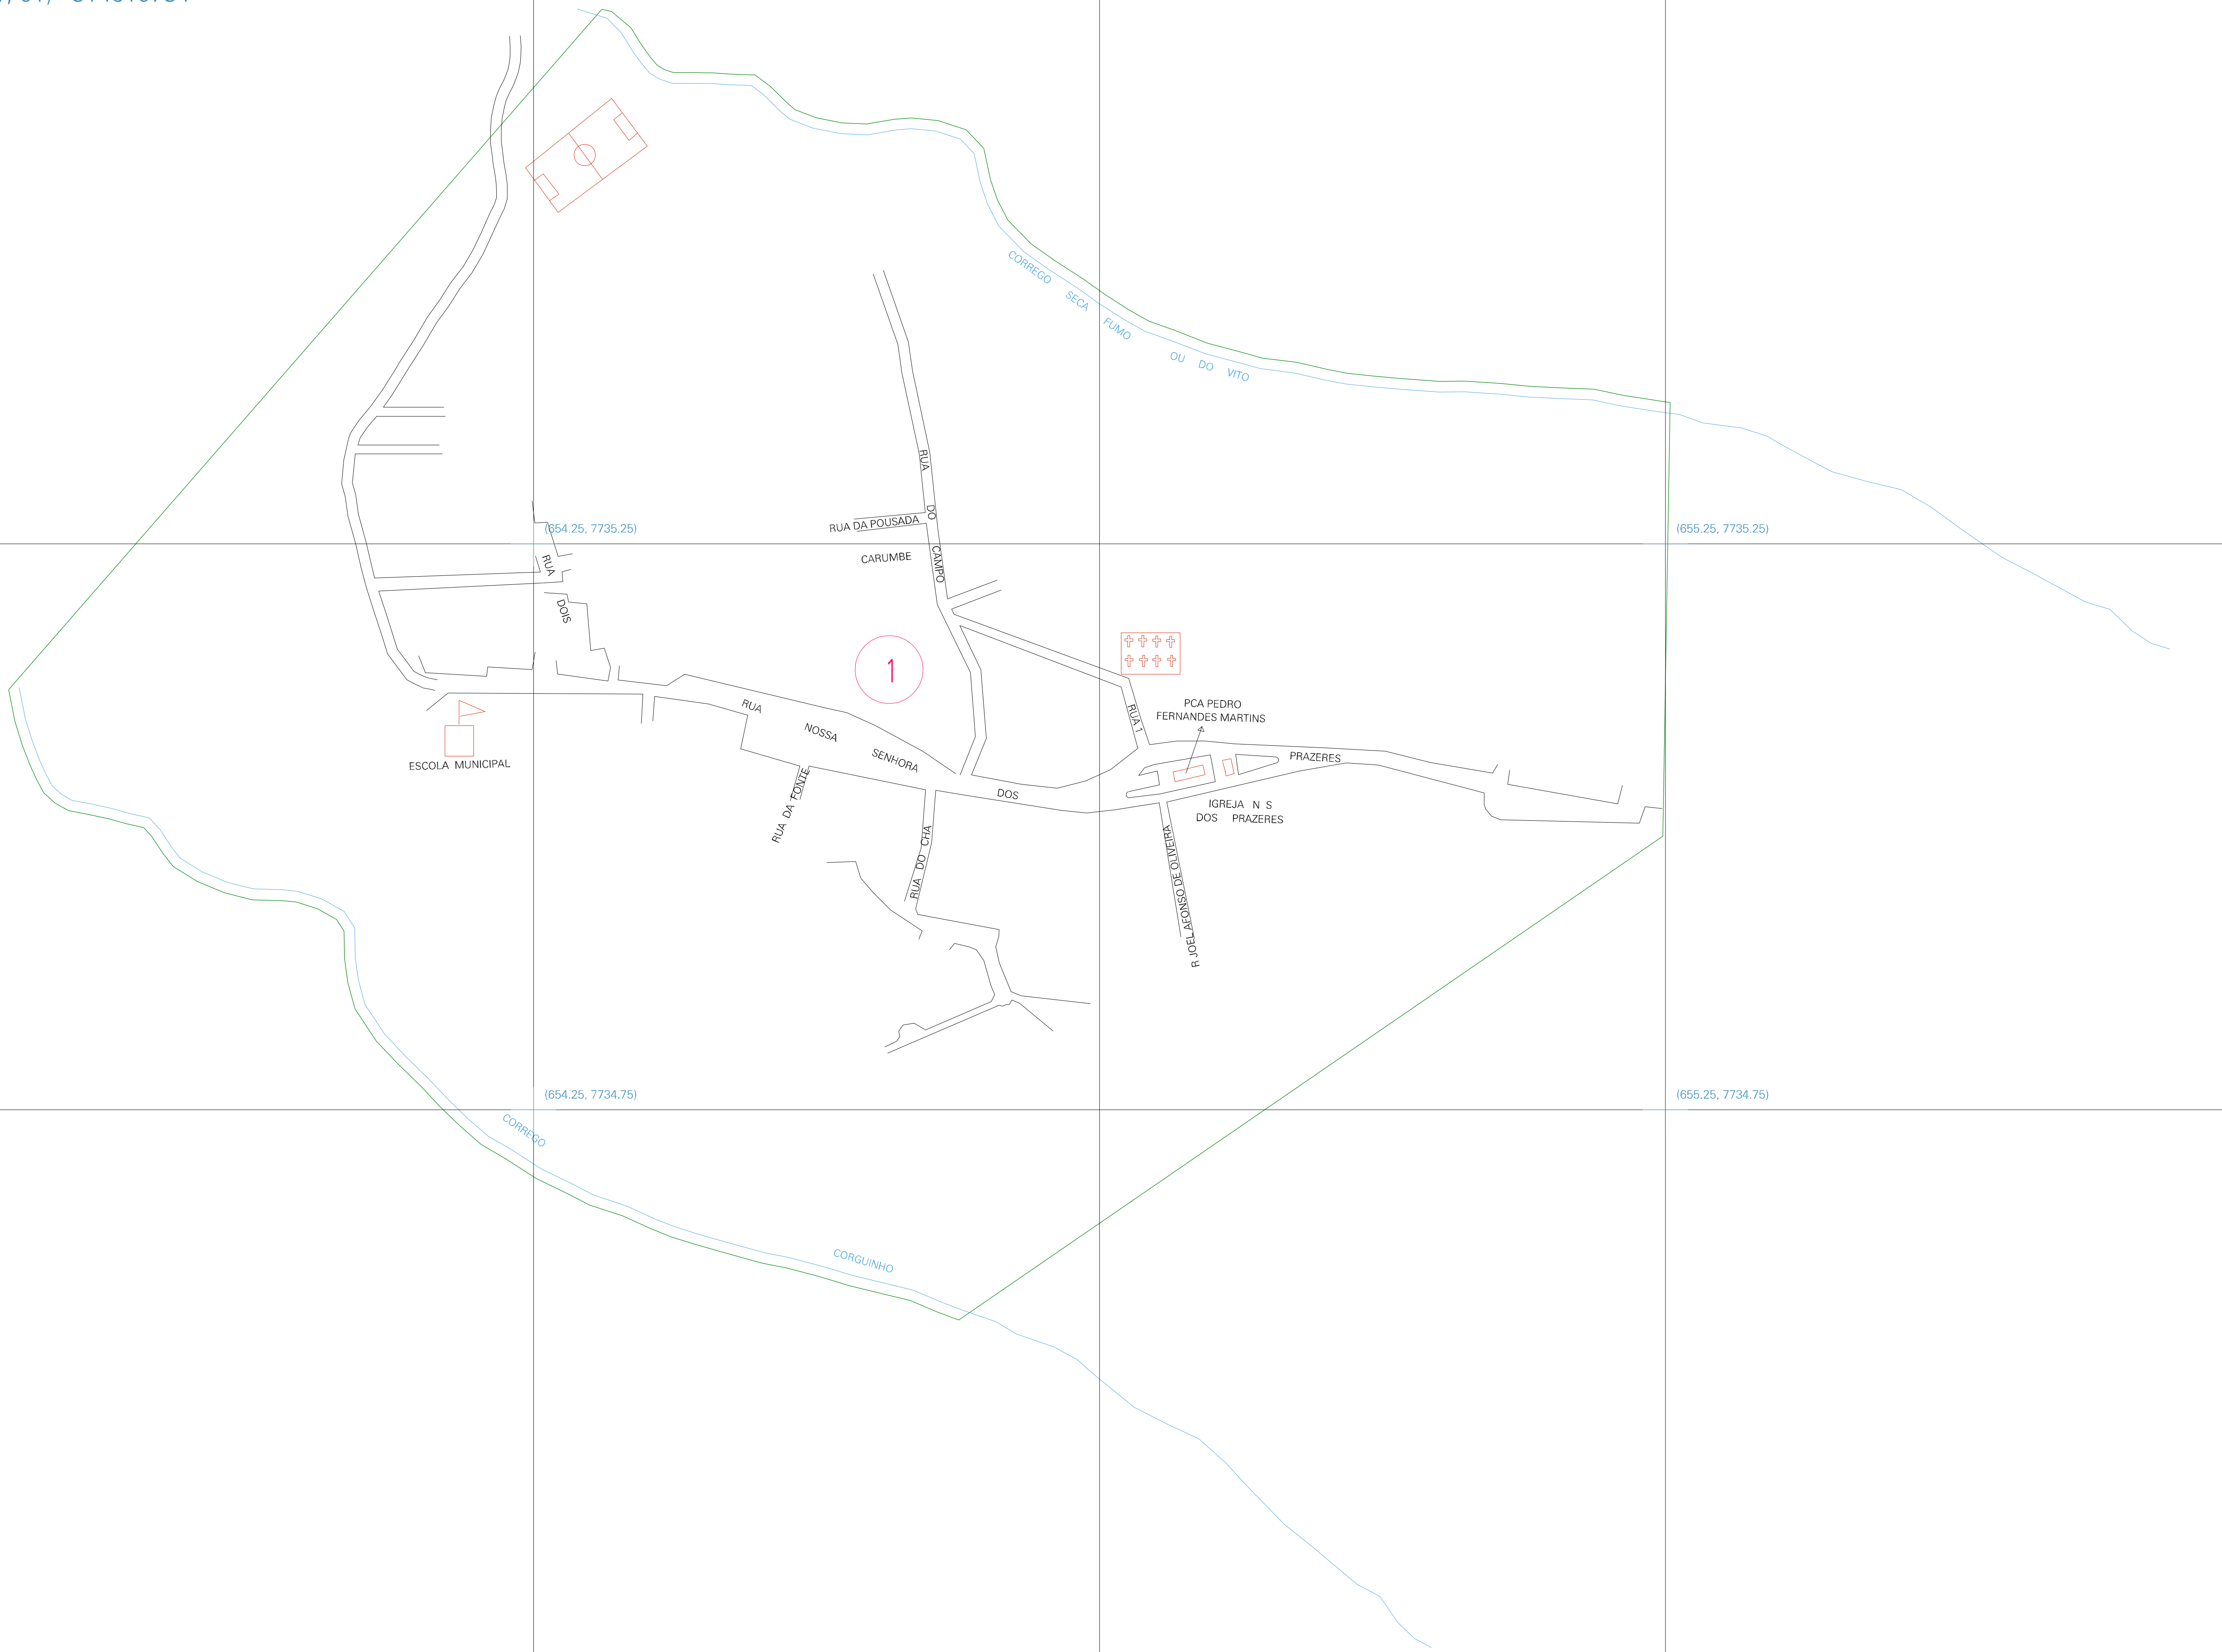 CORREGO SECA FUMO OU DO VITO
RUA DO CAMPO
RUA DA POUSADA
(654.25, 7735.25)
(655.25, 7735.25)
CARUMBE
RUA DOIS
1
RUA 1
PCA PEDRO
FERNANDES MARTINS
RUA NOSSA SENHORA DOS PRAZERES
ESCOLA MUNICIPAL
RUA DA FONTE
RUA DO CHA
IGREJA N S
DOS PRAZERES
R JOEL AFONSO DE OLIVEIRA
(654.25, 7734.75)
(655.25, 7734.75)
CORREGO CORGUINHO